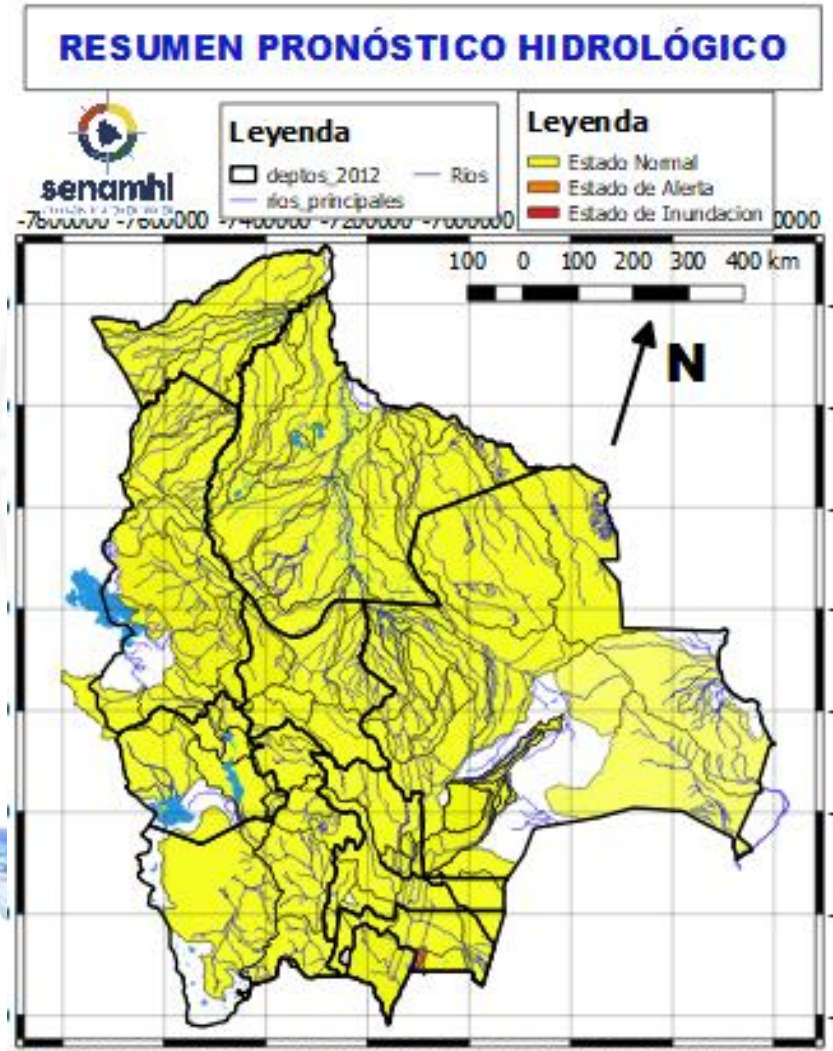 RESUMEN PRONÓSTICO HIDROLÓGICO
senamhi
Leyenda
deptos_2012
Rios
rios_principales
Leyenda
Estado Normal
Estado de Alerta
Estado de Inundacion
-7600000 -7400000 -7200000 -7000000
100 0 100 200 300 400 km
N